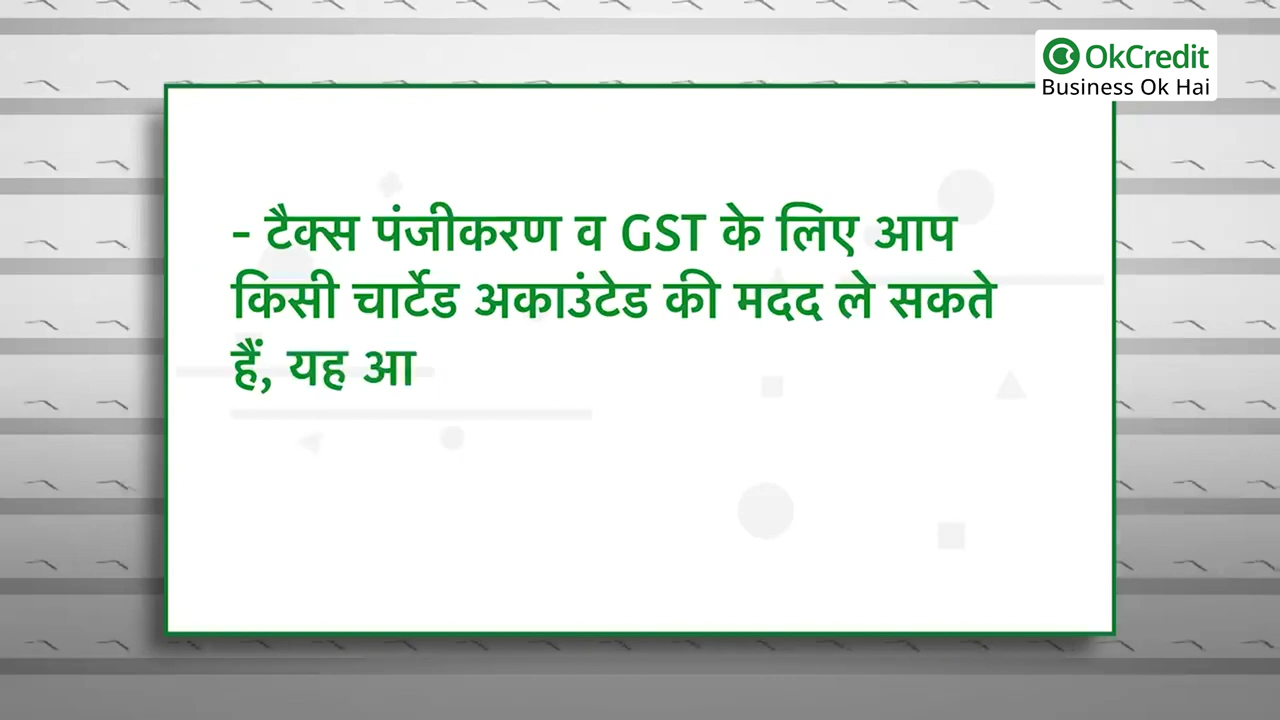 OkCredit
Business Ok Hai
- टैक्स पंजीकरण व GST के लिए आप
किसी चार्टेड अकाउंटेड की मदद ले सकते
हैं, यह आ